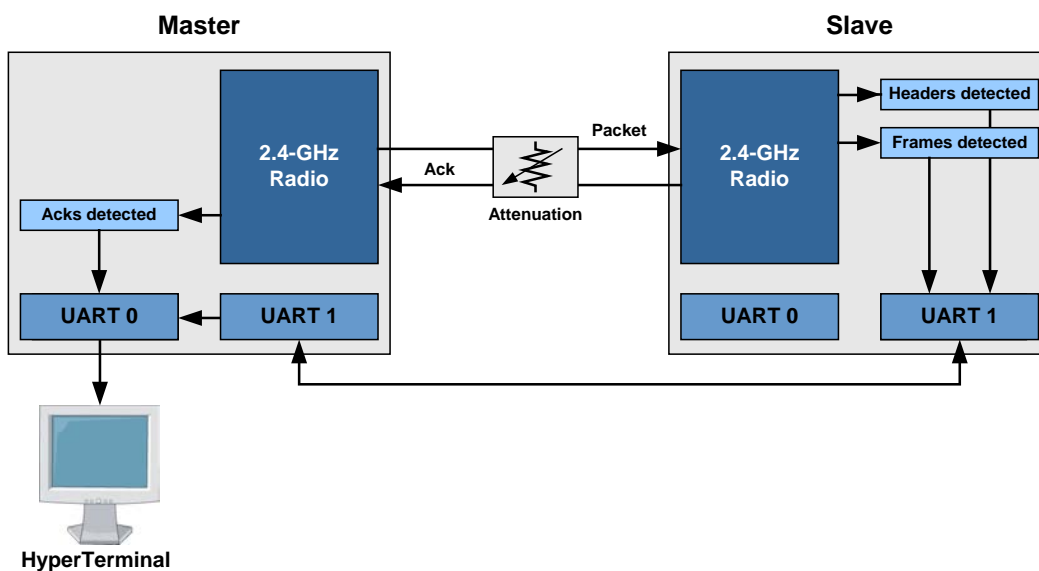 Master
Slave
2.4-GHz
Radio
Acks detected
UART 0
UART 1
HyperTerminal
Packet
Ack
Attenuation
2.4-GHz
Radio
Headers detected
Frames detected
UART 0
UART 1